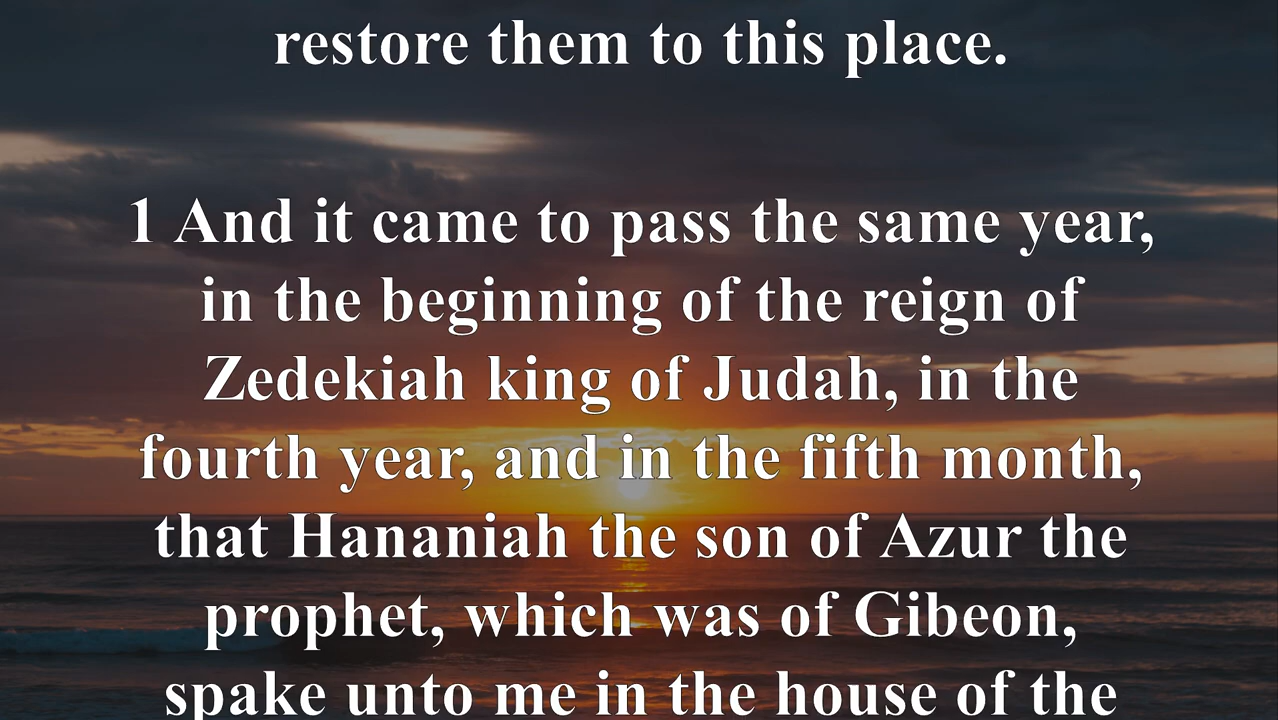 restore them to this place.
1 And it came to pass the same year,
in the beginning of the reign of
Zedekiah king of Judah, in the
fourth year, and in the fifth month,
that Hananiah the son of Azur the
prophet, which was of Gibeon,
spake unto me in the house of the